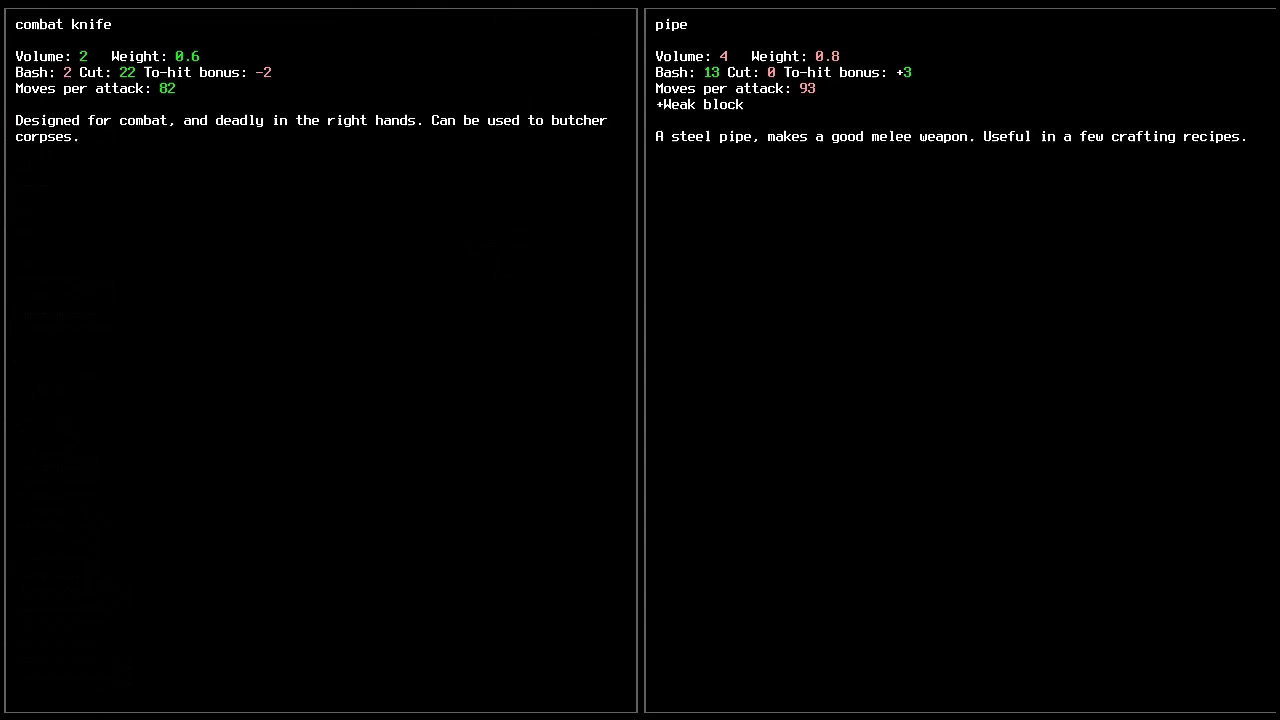 combat knife
Volume: 2 Weight: 0.6
Bash: 2 Cut: 22 To-hit bonus: -2
Moves per attack: 82
Designed for combat, and deadly in the right hands. Can be used to butcher
corpses.
pipe
Volume: 4 Weight: 0.8
Bash: 13 Cut: 0 To-hit bonus: +3
Moves per attack: 93
+Weak block
A steel pipe, makes a good melee weapon. Useful in a few crafting recipes.